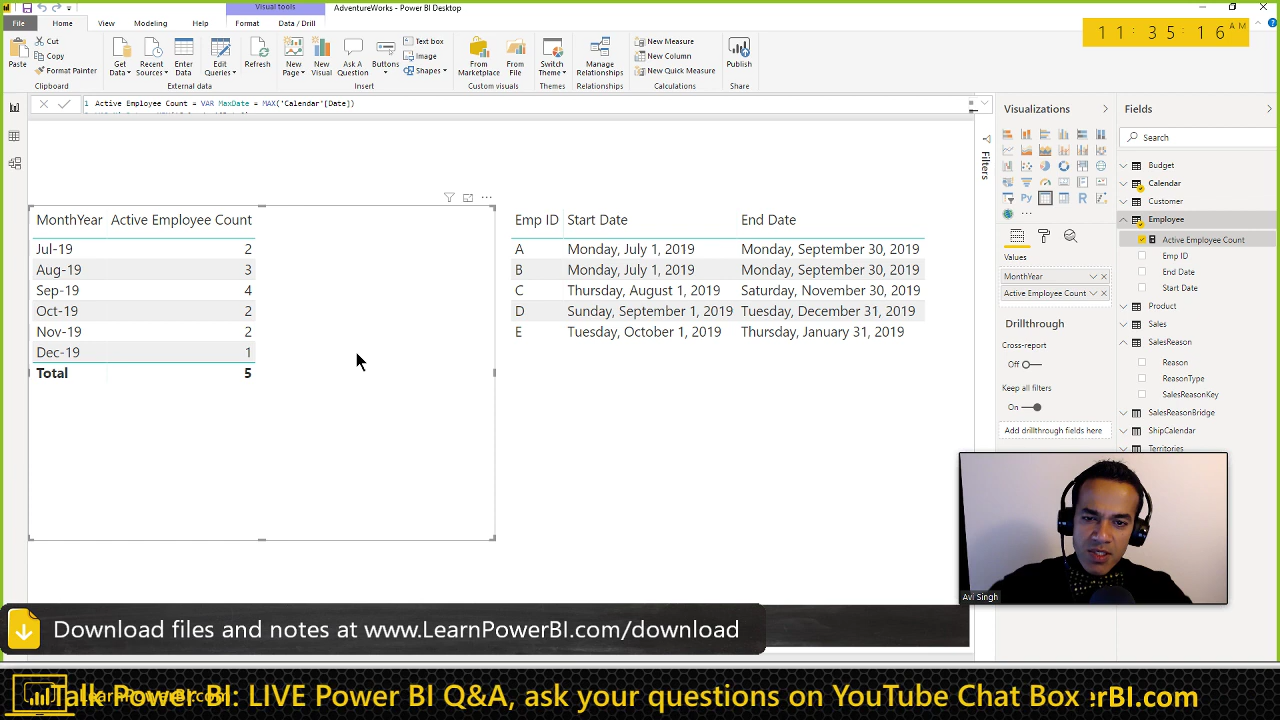 Visual tools
AdventureWorks - Power BI Desktop
File Home View Modeling Help Format Data / Drill
11:35:16 AM
Paste
Cut
Copy
Format Painter
Clipboard
Get Data
Recent Sources
Enter Data
Edit Queries
Refresh
External data
New Page
New Visual
Ask A Question
Buttons
Text box
Image
Shapes
Insert
From Marketplace
From File
Custom visuals
Switch Theme
Themes
Manage Relationships
Relationships
New Measure
New Column
New Quick Measure
Calculations
Publish
Share
1 Active Employee Count = VAR MaxDate = MAX('Calendar'[Date])
MonthYear Active Employee Count
Jul-19 2
Aug-19 3
Sep-19 4
Oct-19 2
Nov-19 2
Dec-19 1
Total 5
Emp ID Start Date End Date
A Monday, July 1, 2019 Monday, September 30, 2019
B Monday, July 1, 2019 Monday, September 30, 2019
C Thursday, August 1, 2019 Saturday, November 30, 2019
D Sunday, September 1, 2019 Tuesday, December 31, 2019
E Tuesday, October 1, 2019 Thursday, January 31, 2019
Filters
Visualizations
Values
MonthYear
Active Employee Count
Drillthrough
Cross-report
Off
Keep all filters
On
Add drillthrough fields here
Fields
Search
Budget
Calendar
Customer
Employee
Active Employee Count
Emp ID
End Date
Start Date
Product
Sales
SalesReason
Reason
ReasonType
SalesReasonKey
SalesReasonBridge
ShipCalendar
Territories
Avi Singh
Download files and notes at www.LearnPowerBI.com/download
Talk Power BI: LIVE Power BI Q&A, ask your questions on YouTube Chat Box
erBI.com